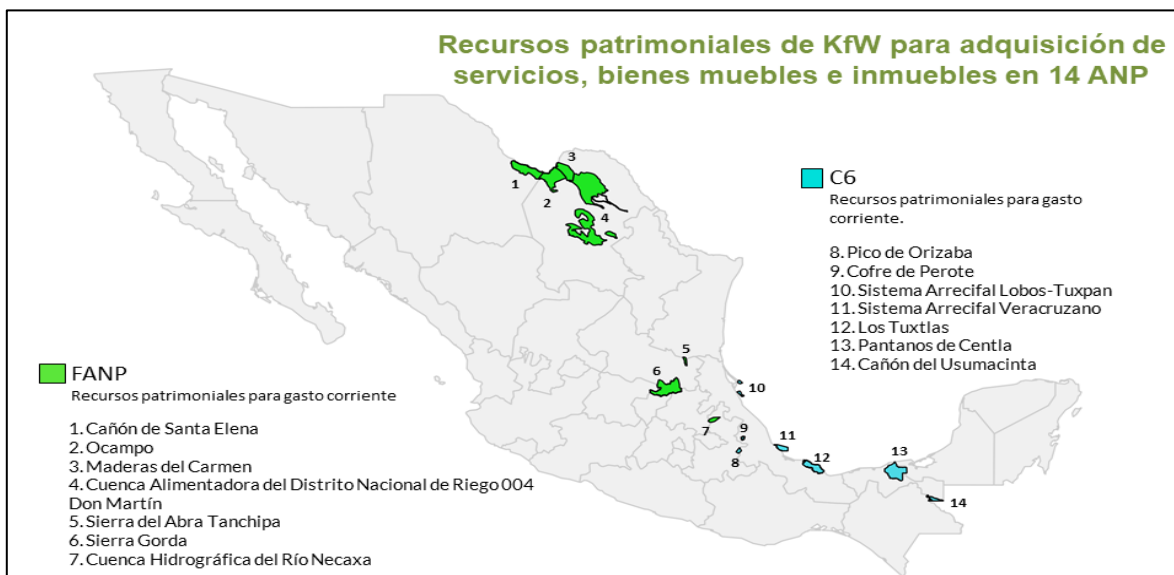 Recursos patrimoniales de KfW para adquisición de
servicios, bienes muebles e inmuebles en 14 ANP
C6
Recursos patrimoniales para gasto
corriente.
8. Pico de Orizaba
9. Cofre de Perote
10. Sistema Arrecifal Lobos-Tuxpan
11. Sistema Arrecifal Veracruzano
12. Los Tuxtlas
13. Pantanos de Centla
14. Cañón del Usumacinta
FANP
Recursos patrimoniales para gasto corriente
1. Cañón de Santa Elena
2. Ocampo
3. Maderas del Carmen
4. Cuenca Alimentadora del Distrito Nacional de Riego 004
Don Martín
5. Sierra del Abra Tanchipa
6. Sierra Gorda
7. Cuenca Hidrográfica del Río Necaxa
1
2
3
4
5
6
7
8
9
10
11
12
13
14